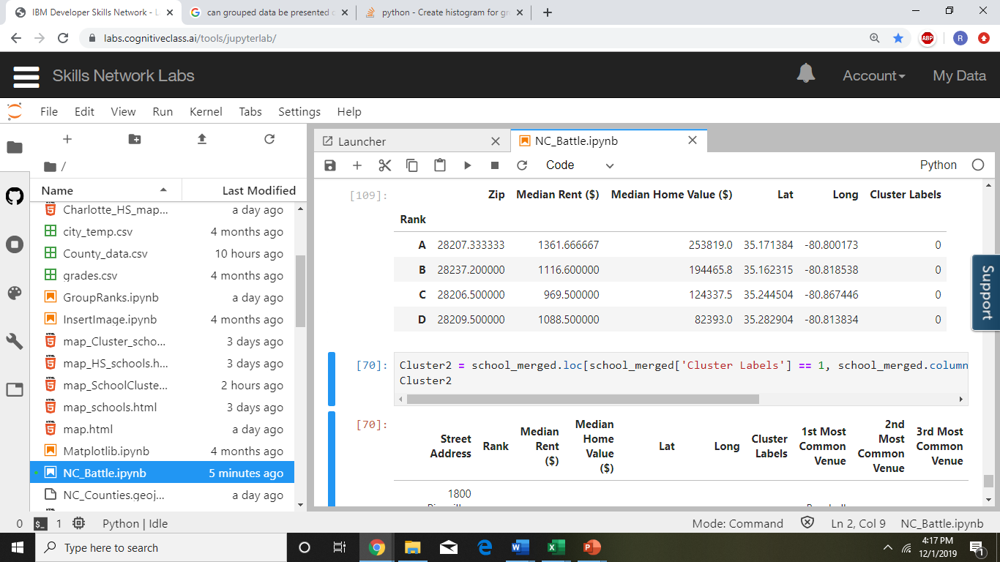 IBM Developer Skills Network - L
can grouped data be presented
python - Create histogram for gr
labs.cognitiveclass.ai/tools/jupyterlab/
ABP
R
Skills Network Labs
Account
My Data
File Edit View Run Kernel Tabs Settings Help
Launcher
NC_Battle.ipynb
/
Code
Python
Name
Last Modified
Charlotte_HS_map... a day ago
city_temp.csv 4 months ago
County_data.csv 10 hours ago
grades.csv 4 months ago
GroupRanks.ipynb a day ago
InsertImage.ipynb 4 months ago
map_Cluster_scho... 3 days ago
map_HS_schools.h... 3 days ago
map_SchoolCluste... 2 hours ago
map_schools.html 3 days ago
map.html a day ago
Matplotlib.ipynb 4 months ago
NC_Battle.ipynb 5 minutes ago
NC_Counties.geoj... a day ago
[109]: Zip Median Rent ($) Median Home Value ($) Lat Long Cluster Labels
Rank
A 28207.333333 1361.666667 253819.0 35.171384 -80.800173 0
B 28237.200000 1116.600000 194465.8 35.162315 -80.818538 0
C 28206.500000 969.500000 124337.5 35.244504 -80.867446 0
D 28209.500000 1088.500000 82393.0 35.282904 -80.813834 0
Support
[70]: Cluster2 = school_merged.loc[school_merged['Cluster Labels'] == 1, school_merged.column
Cluster2
[70]:
Street Address
Rank
Median Rent ($)
Median Home Value ($)
Lat
Long
Cluster Labels
1st Most Common Venue
2nd Most Common Venue
3rd Most Common Venue
1800
0
$_
1
Python | Idle
Mode: Command
Ln 2, Col 9
NC_Battle.ipynb
Type here to search
4:17 PM
12/1/2019
1